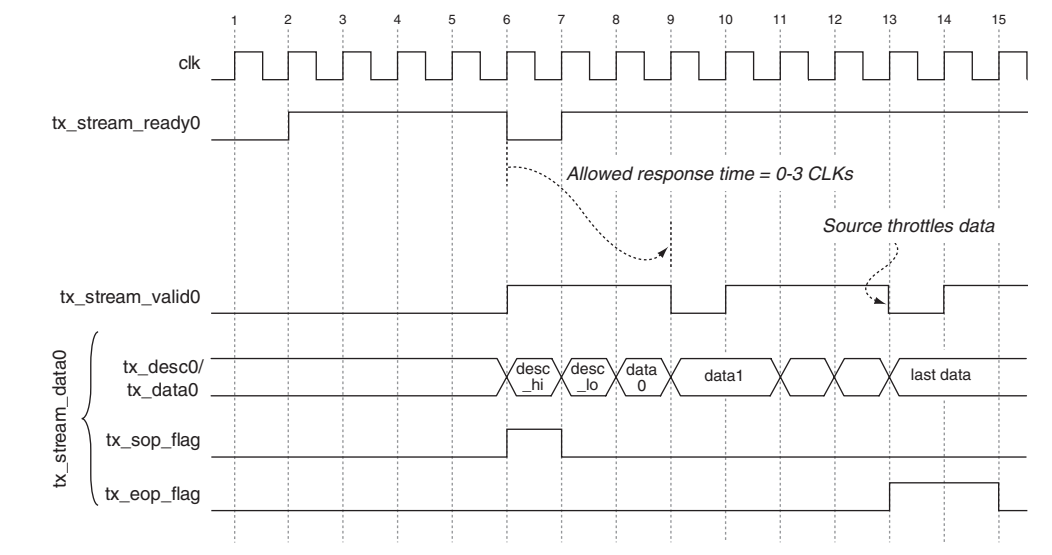 1 2 3 4 5 6 7 8 9 10 11 12 13 14 15
clk
tx_stream_ready0
Allowed response time = 0-3 CLKs
Source throttles data
tx_stream_valid0
tx_stream_data0
tx_desc0/
tx_data0
desc
_hi
desc
_lo
data
0
data1
last data
tx_sop_flag
tx_eop_flag